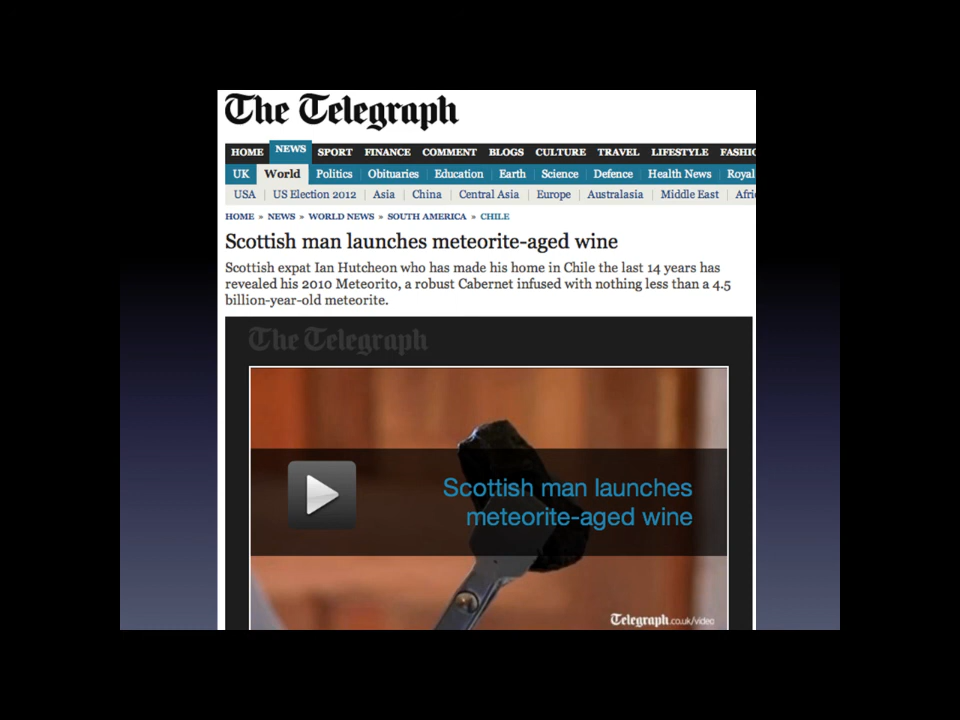 The Telegraph
HOME NEWS SPORT FINANCE COMMENT BLOGS CULTURE TRAVEL LIFESTYLE FASHIO
UK World Politics Obituaries Education Earth Science Defence Health News Royal
USA US Election 2012 Asia China Central Asia Europe Australasia Middle East Afri
HOME » NEWS » WORLD NEWS » SOUTH AMERICA » CHILE
Scottish man launches meteorite-aged wine
Scottish expat Ian Hutcheon who has made his home in Chile the last 14 years has
revealed his 2010 Meteorito, a robust Cabernet infused with nothing less than a 4.5
billion-year-old meteorite.
The Telegraph
Scottish man launches
meteorite-aged wine
Telegraph.co.uk/video